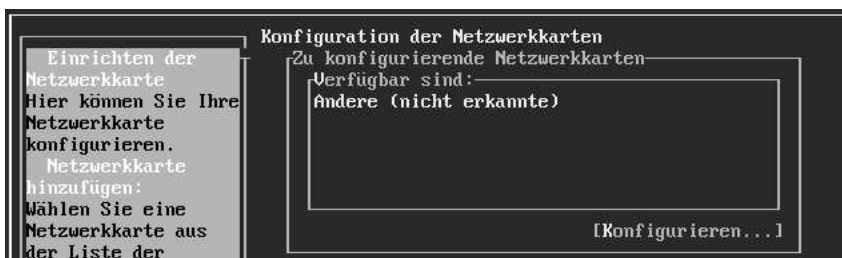 Konfiguration der Netzwerkkarten
Einrichten der
Netzwerkkarte
Hier können Sie Ihre
Netzwerkkarte
konfigurieren.
Netzwerkkarte
hinzufügen:
Wählen Sie eine
Netzwerkkarte aus
der Liste der
Zu konfigurierende Netzwerkkarten
Verfügbar sind:
Andere (nicht erkannte)
[Konfigurieren...]